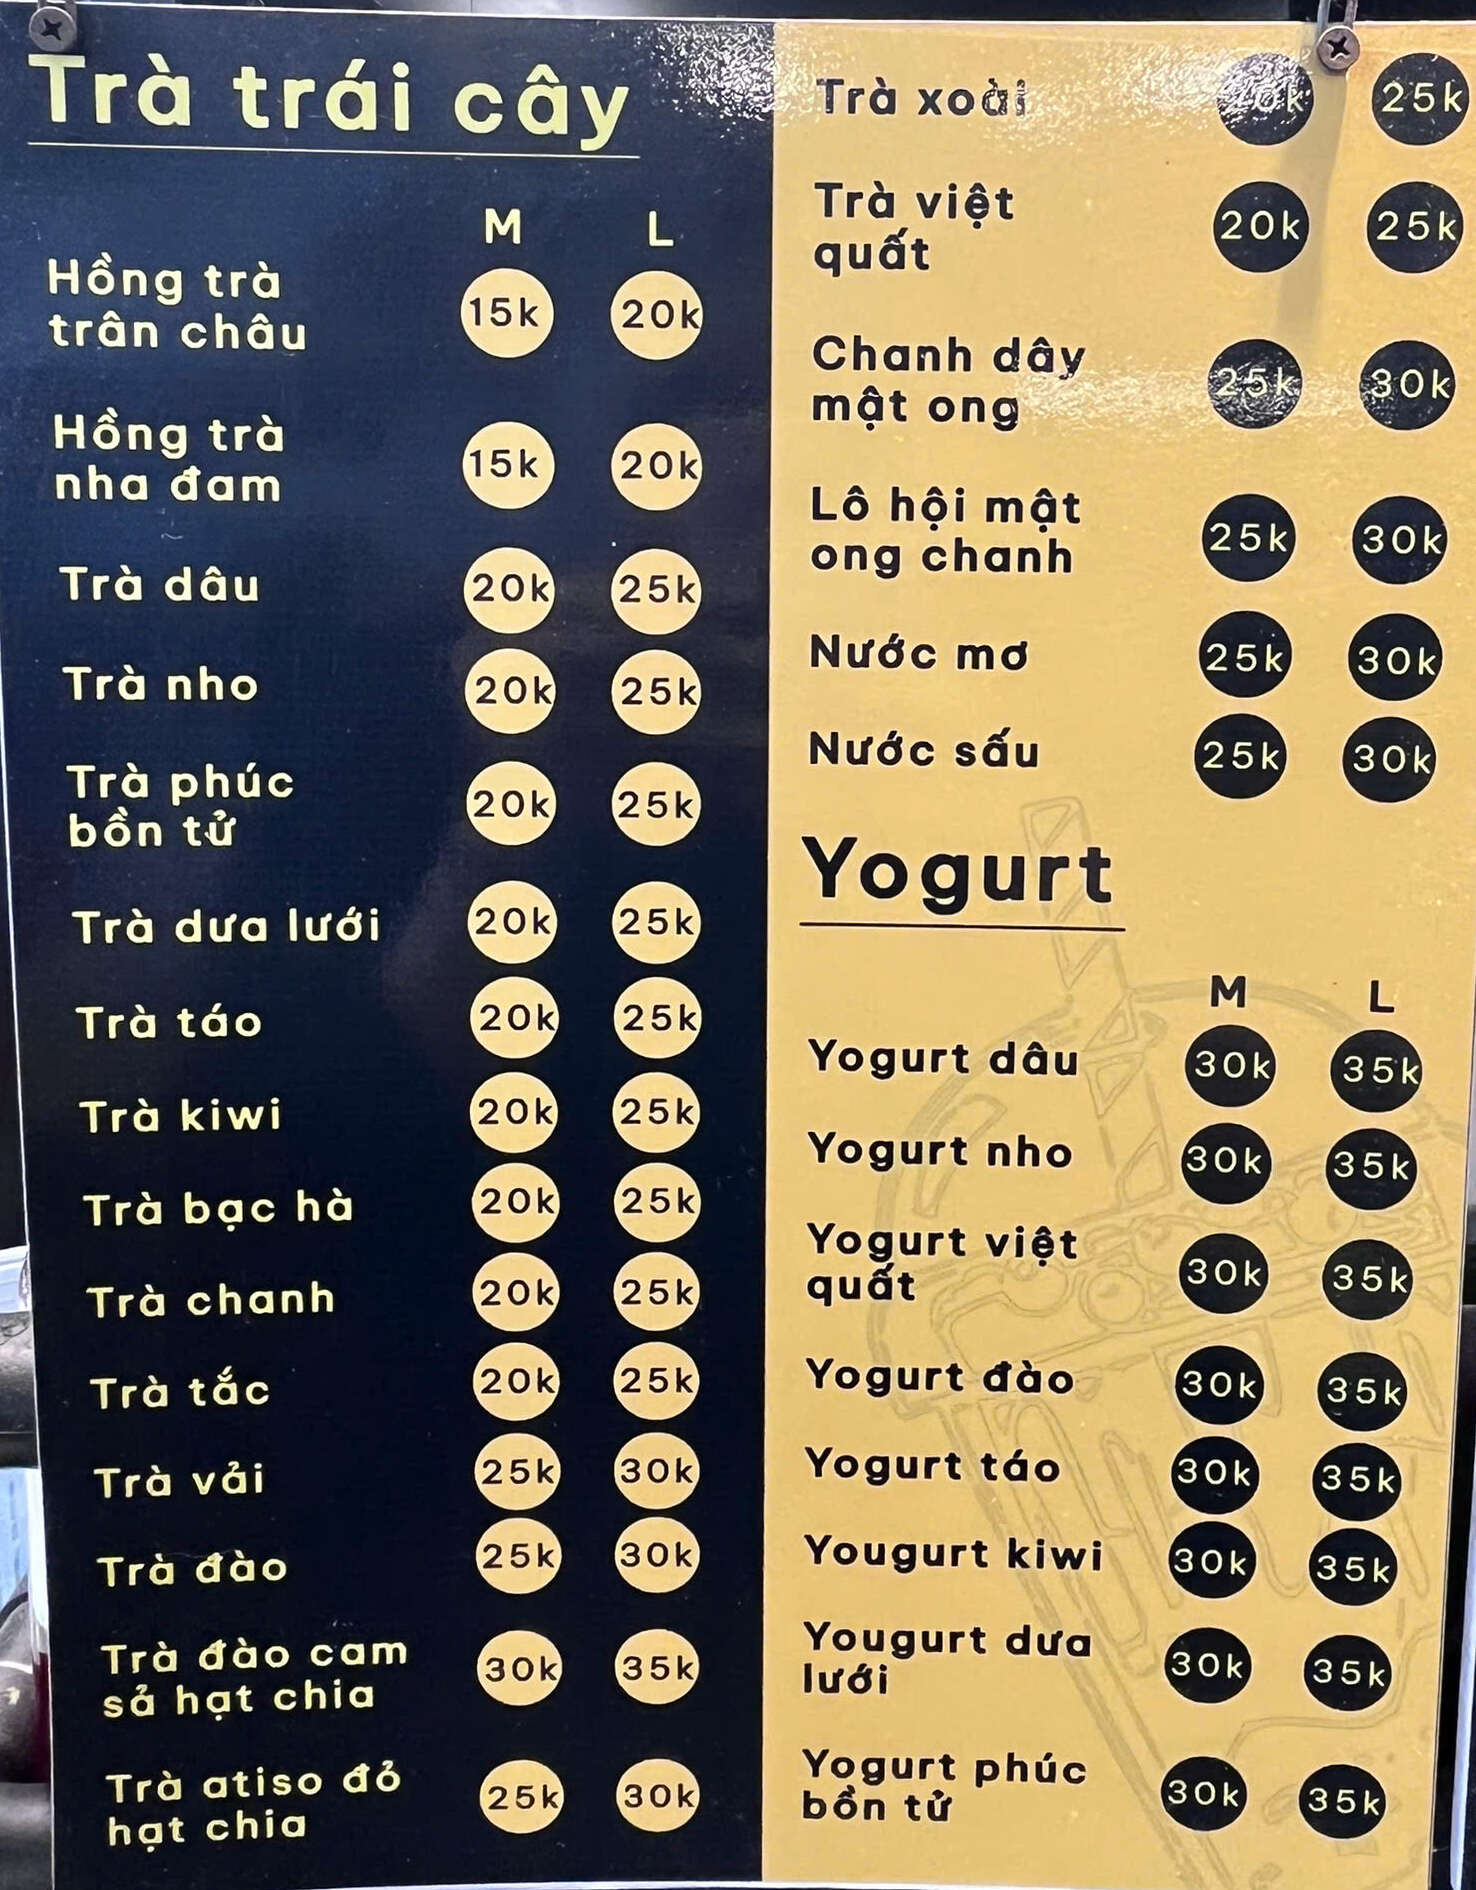 Trà trái cây
M L
Hồng trà
trân châu 15k 20k
Hồng trà
nha đam 15k 20k
Trà dâu 20k 25k
Trà nho 20k 25k
Trà phúc
bồn tử 20k 25k
Trà dưa lưới 20k 25k
Trà táo 20k 25k
Trà kiwi 20k 25k
Trà bạc hà 20k 25k
Trà chanh 20k 25k
Trà tắc 20k 25k
Trà vải 25k 30k
Trà đào 25k 30k
Trà đào cam
sả hạt chia 30k 35k
Trà atiso đỏ
hạt chia 25k 30k
Trà xoài 25k
Trà việt
quất 20k 25k
Chanh dây
mật ong 25k 30k
Lô hội mật
ong chanh 25k 30k
Nước mơ 25k 30k
Nước sấu 25k 30k
Yogurt
M L
Yogurt dâu 30k 35k
Yogurt nho 30k 35k
Yogurt việt
quất 30k 35k
Yogurt đào 30k 35k
Yogurt táo 30k 35k
Yougurt kiwi 30k 35k
Yougurt dưa
lưới 30k 35k
Yogurt phúc
bồn tử 30k 35k